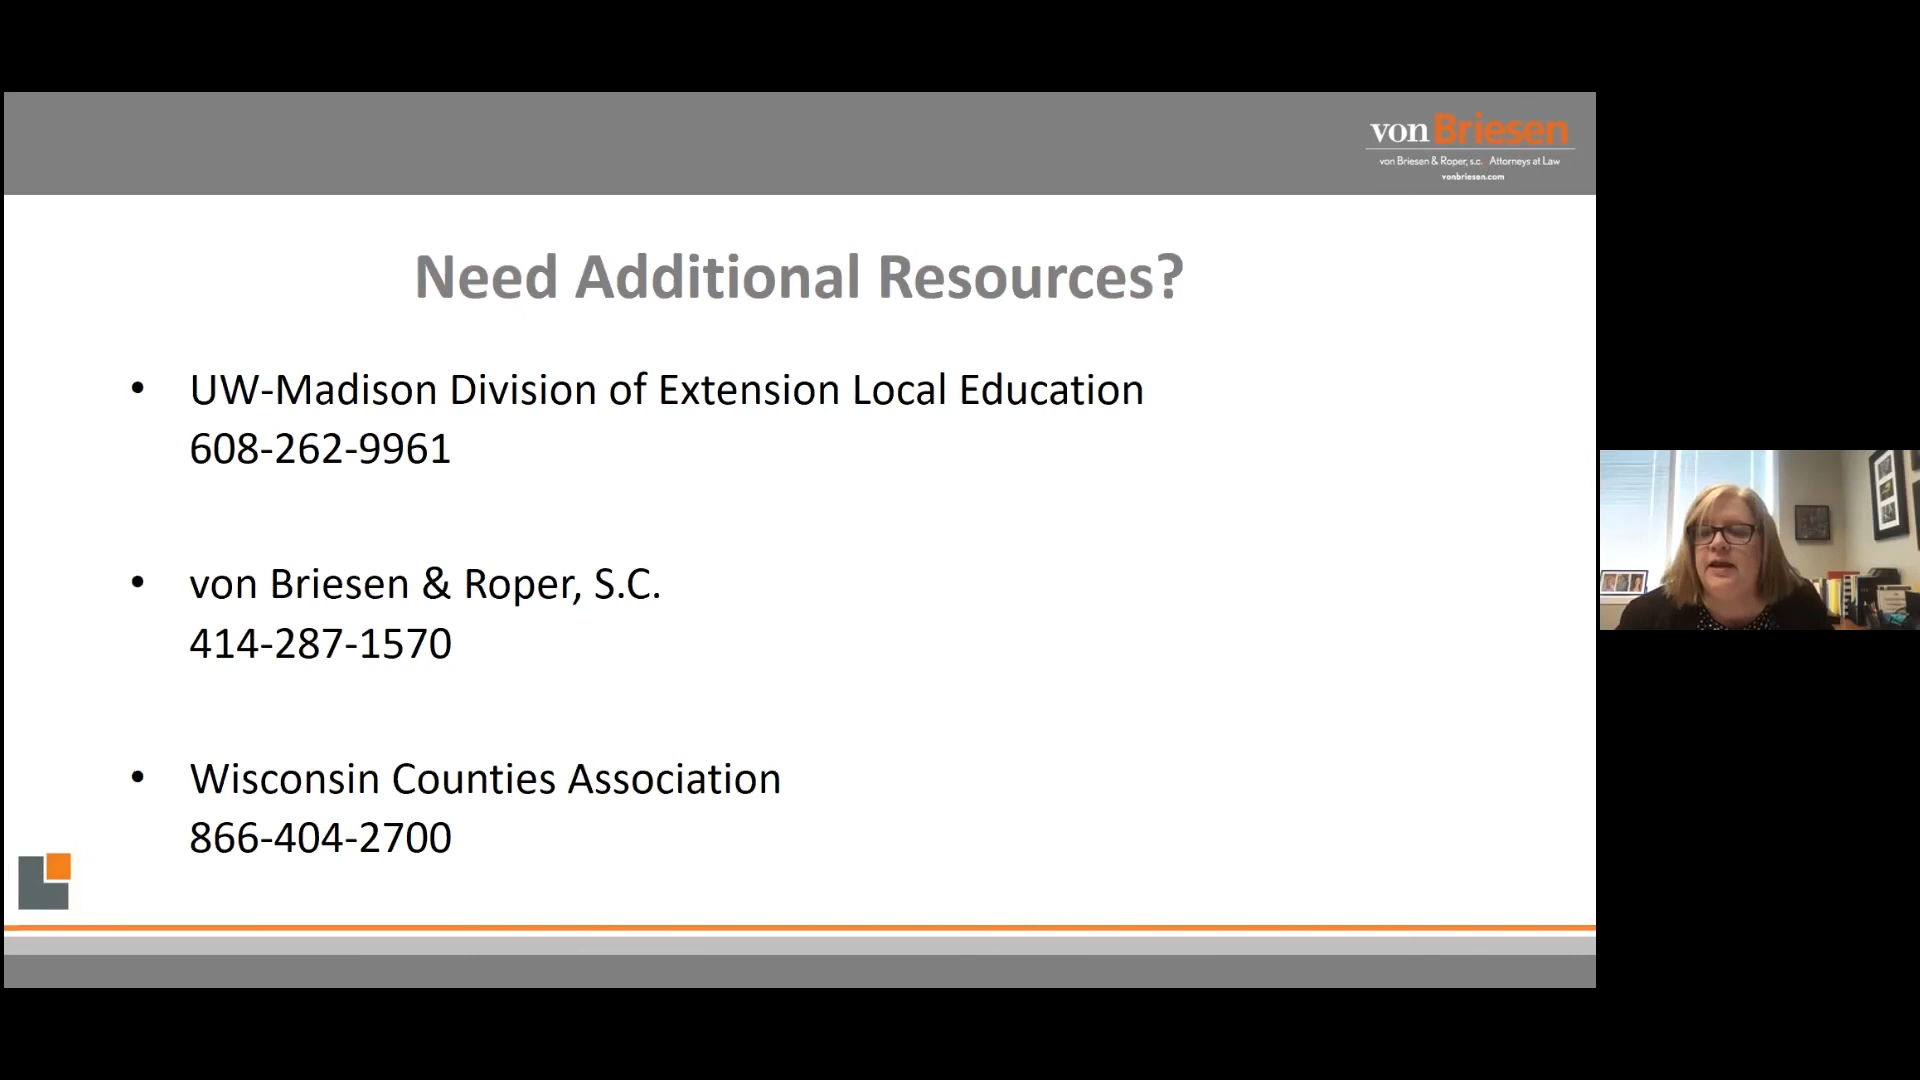 von Briesen
von Briesen & Roper, s.c. Attorneys at Law
vonbriesen.com
Need Additional Resources?
• UW-Madison Division of Extension Local Education
608-262-9961
• von Briesen & Roper, S.C.
414-287-1570
• Wisconsin Counties Association
866-404-2700